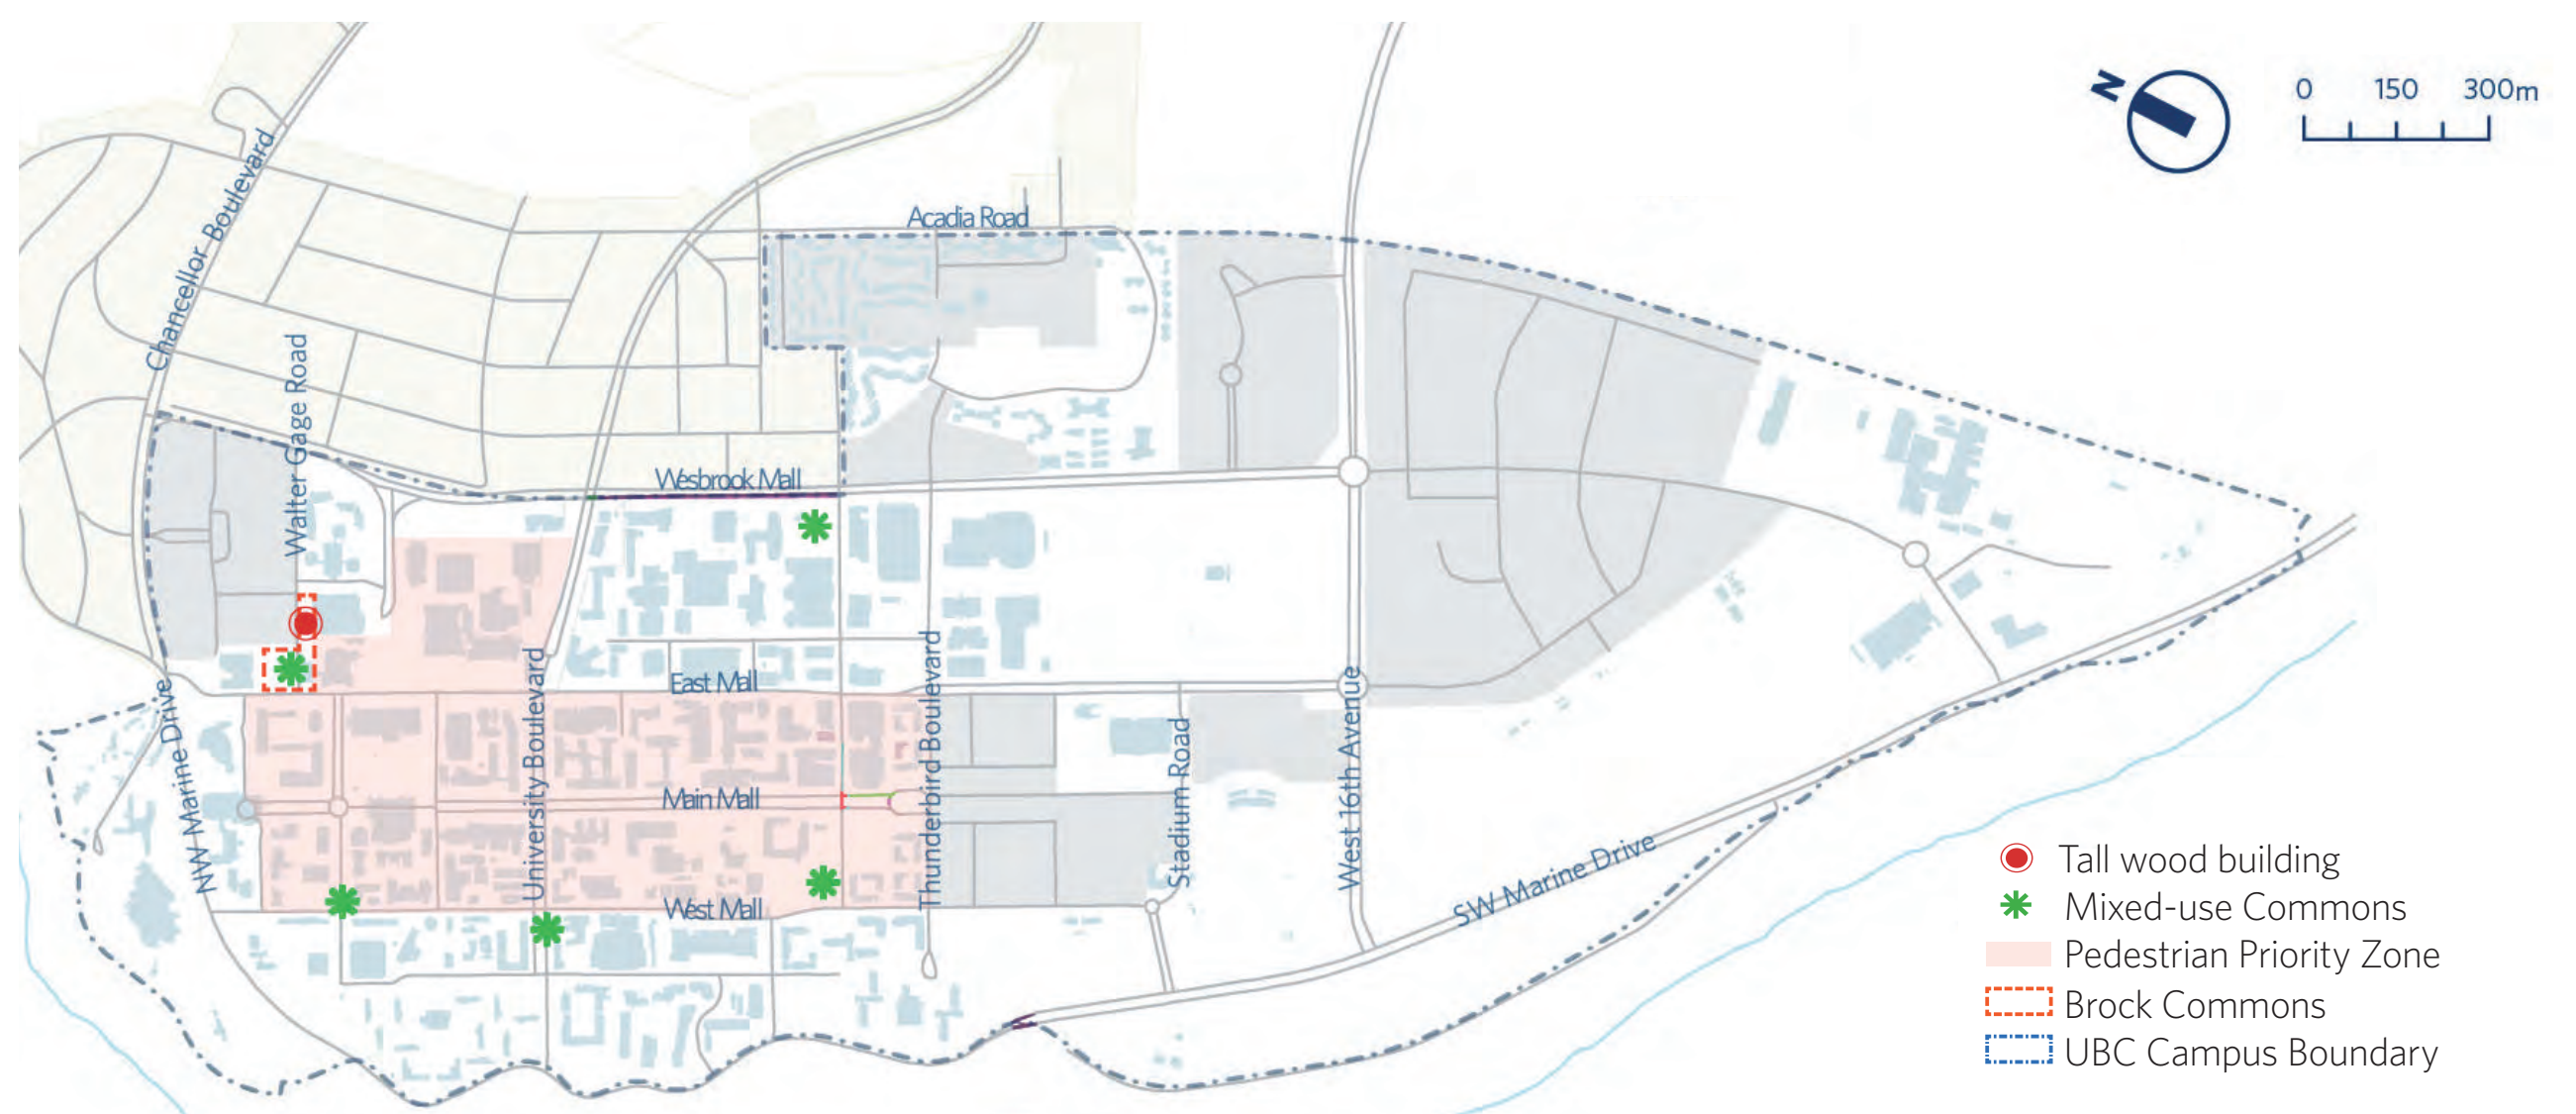 N
0 150 300m
Acadia Road
Chancellor Boulevard
Walter Gage Road
Wesbrook Mall
East Mall
University Boulevard
Thunderbird Boulevard
Main Mall
West Mall
NW Marine Drive
Stadium Road
West 16th Avenue
SW Marine Drive
Tall wood building
Mixed-use Commons
Pedestrian Priority Zone
Brock Commons
UBC Campus Boundary